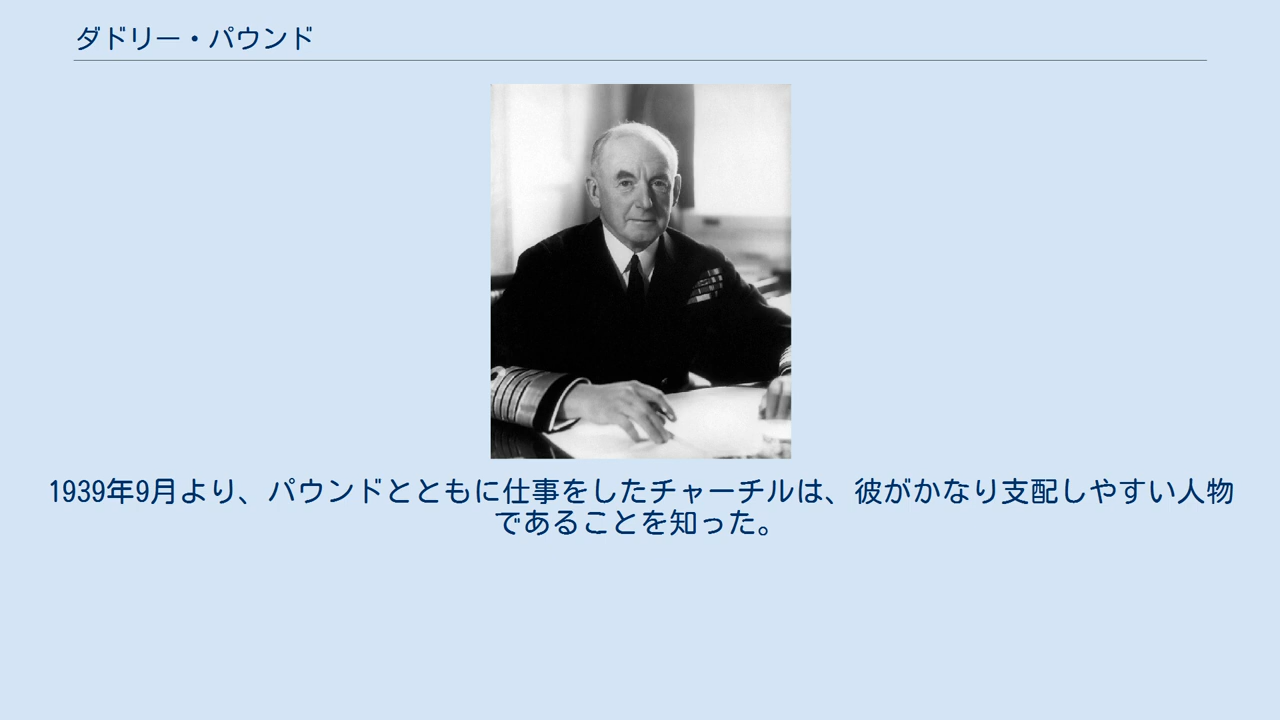 ダドリー・パウンド
1939年9月より、パウンドとともに仕事をしたチャーチルは、彼がかなり支配しやすい人物
であることを知った。